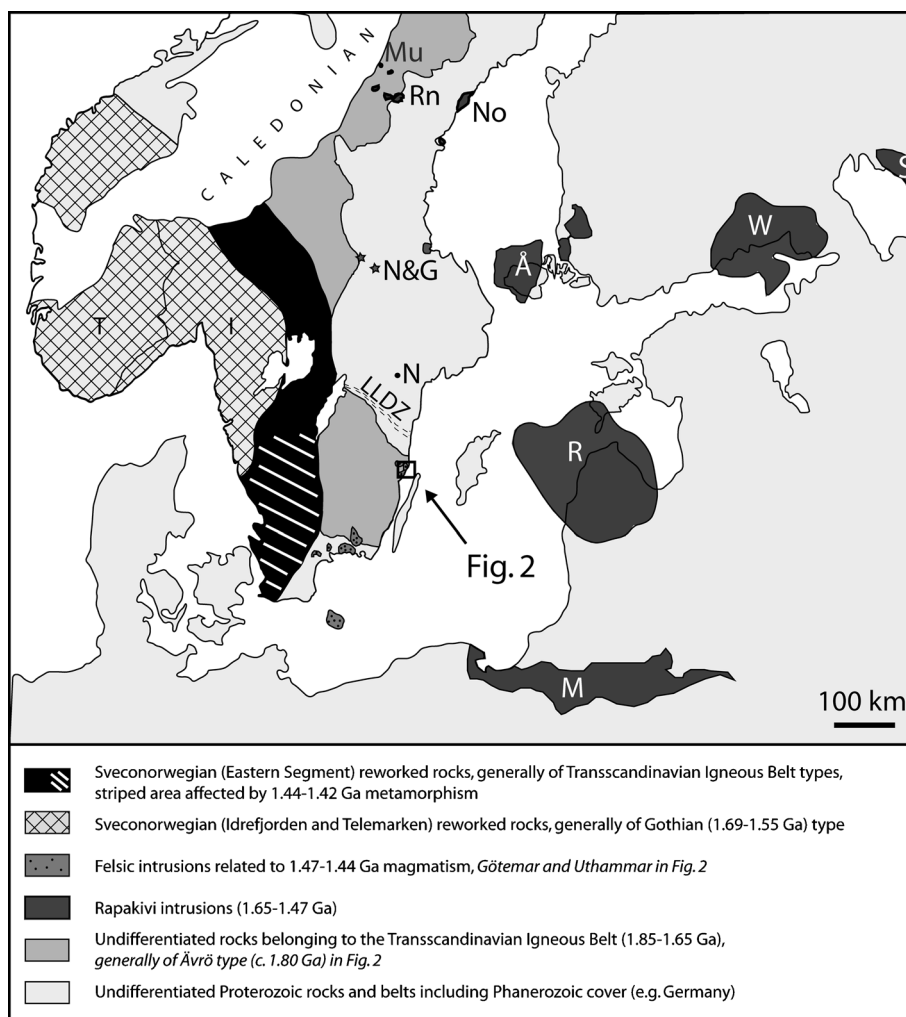 CALEDONIAN
Mu
Rn
No
S
W
Å
N&G
T
I
N
LLDZ
R
Fig. 2
M
100 km
Sveconorwegian (Eastern Segment) reworked rocks, generally of Transscandinavian Igneous Belt types,
striped area affected by 1.44-1.42 Ga metamorphism
Sveconorwegian (Idrefjorden and Telemarken) reworked rocks, generally of Gothian (1.69-1.55 Ga) type
Felsic intrusions related to 1.47-1.44 Ga magmatism, Götemar and Uthammar in Fig. 2
Rapakivi intrusions (1.65-1.47 Ga)
Undifferentiated rocks belonging to the Transscandinavian Igneous Belt (1.85-1.65 Ga),
generally of Ävrö type (c. 1.80 Ga) in Fig. 2
Undifferentiated Proterozoic rocks and belts including Phanerozoic cover (e.g. Germany)